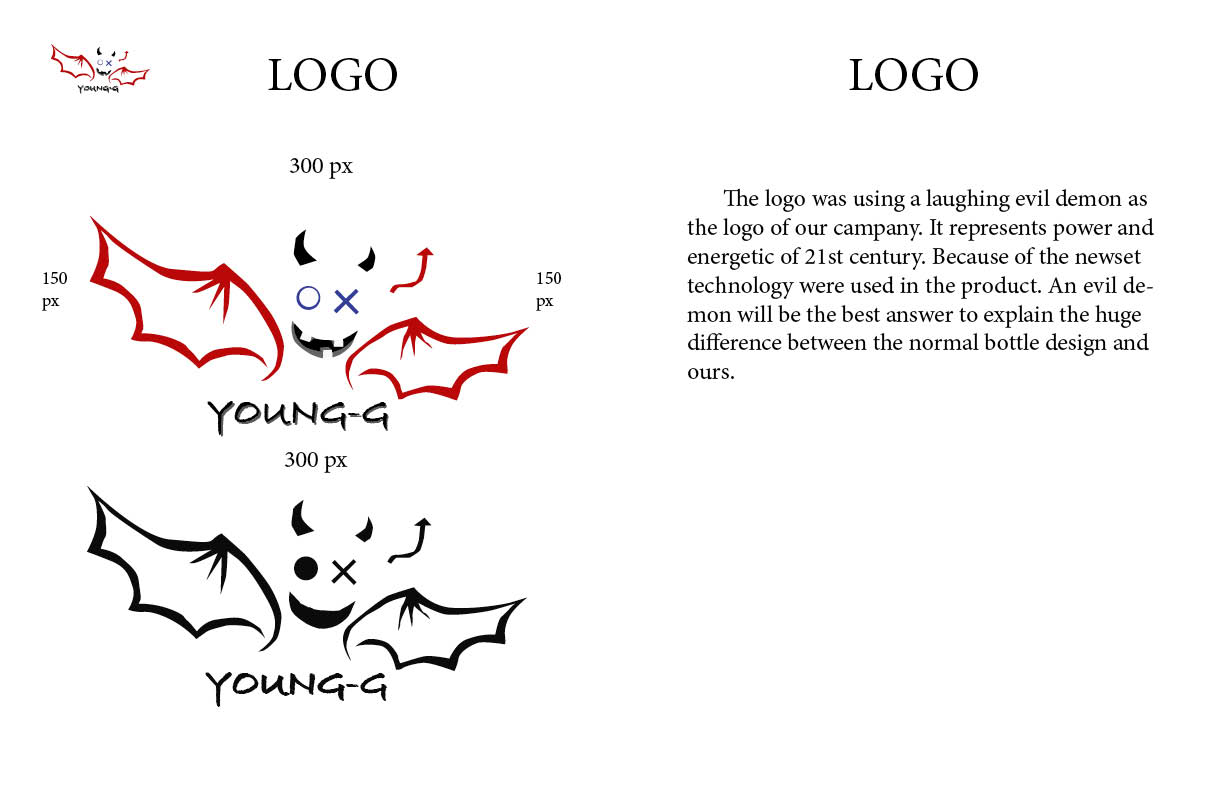 YOUNG-G
LOGO
300 px
150
px
150
px
YOUNG-G
300 px
YOUNG-G
LOGO
The logo was using a laughing evil demon as
the logo of our campany. It represents power and
energetic of 21st century. Because of the newset
technology were used in the product. An evil de-
mon will be the best answer to explain the huge
difference between the normal bottle design and
ours.